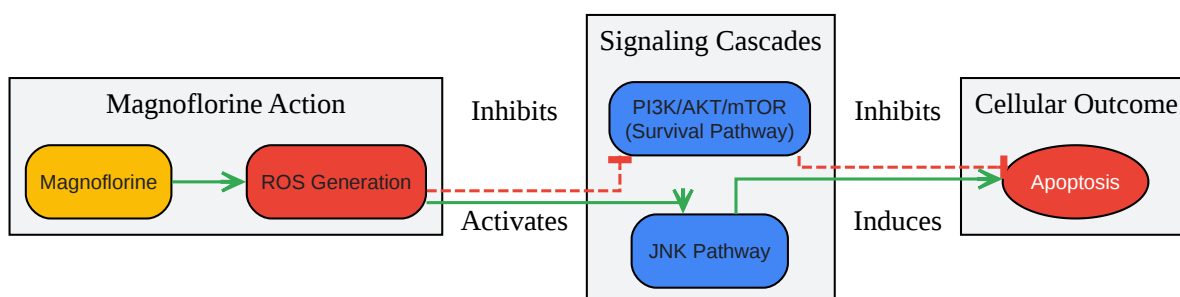 Signaling Cascades
Magnoflorine Action
Inhibits
PI3K/AKT/mTOR
(Survival Pathway)
Inhibits
Cellular Outcome
Magnoflorine
ROS Generation
Apoptosis
Activates
JNK Pathway
Induces